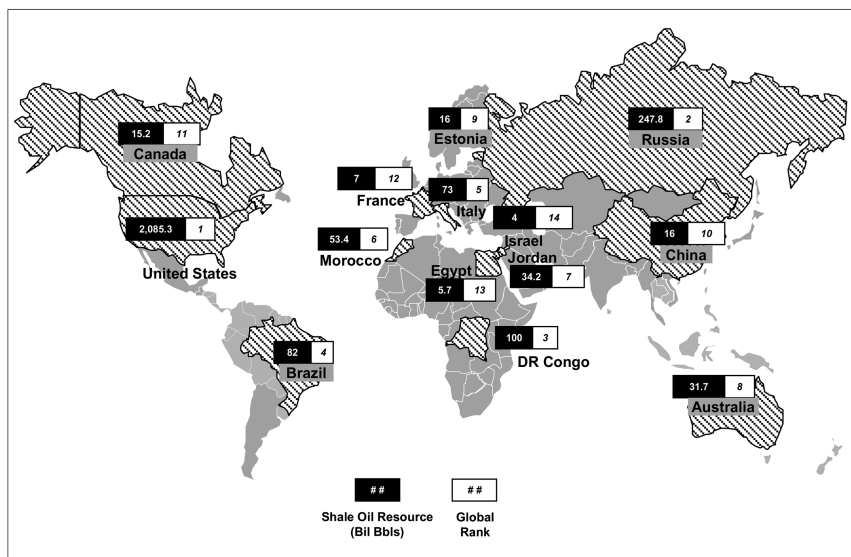 16 9
Estonia
15.2 11
Canada
247.8 2
Russia
7 12
France
73 5
Italy
4 14
Israel
2,085.3 1
United States
53.4 6
Morocco
16 10
China
Jordan
34.2 7
Egypt
5.7 13
100 3
DR Congo
82 4
Brazil
31.7 8
Australia
# # # #
Shale Oil Resource Global
(Bil Bbls) Rank